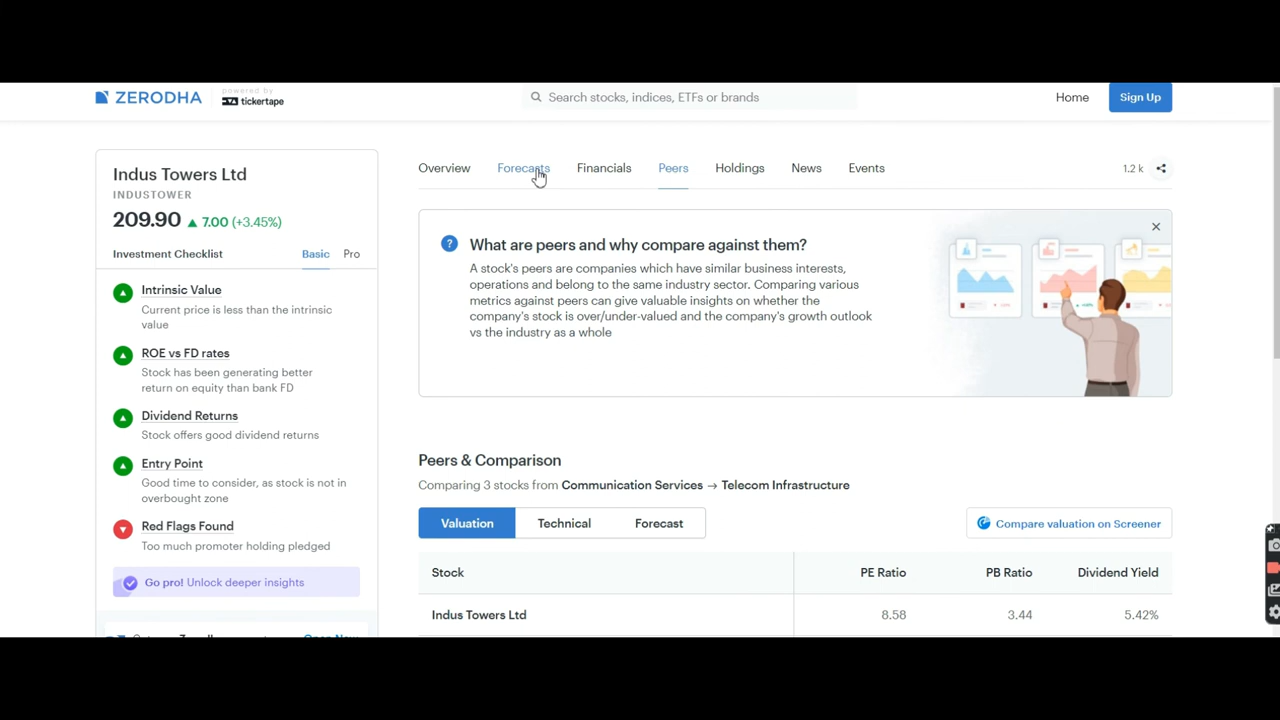 ZERODHA
powered by
tickertape
Search stocks, indices, ETFs or brands
Home
Sign Up
Indus Towers Ltd
INDUSTOWER
209.90 ▲ 7.00 (+3.45%)
Investment Checklist
Basic
Pro
Intrinsic Value
Current price is less than the intrinsic
value
ROE vs FD rates
Stock has been generating better
return on equity than bank FD
Dividend Returns
Stock offers good dividend returns
Entry Point
Good time to consider, as stock is not in
overbought zone
Red Flags Found
Too much promoter holding pledged
Go pro! Unlock deeper insights
Overview
Forecasts
Financials
Peers
Holdings
News
Events
1.2 k
What are peers and why compare against them?
A stock's peers are companies which have similar business interests,
operations and belong to the same industry sector. Comparing various
metrics against peers can give valuable insights on whether the
company's stock is over/under-valued and the company's growth outlook
vs the industry as a whole
Peers & Comparison
Comparing 3 stocks from Communication Services → Telecom Infrastructure
Valuation
Technical
Forecast
Compare valuation on Screener
Stock PE Ratio PB Ratio Dividend Yield
Indus Towers Ltd 8.58 3.44 5.42%